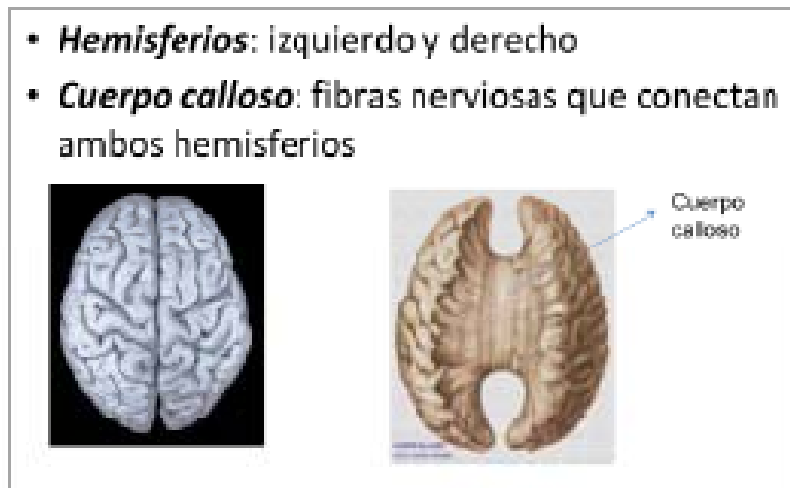 • Hemisferios: izquierdo y derecho
• Cuerpo calloso: fibras nerviosas que conectan
ambos hemisferios
Cuerpo
calloso